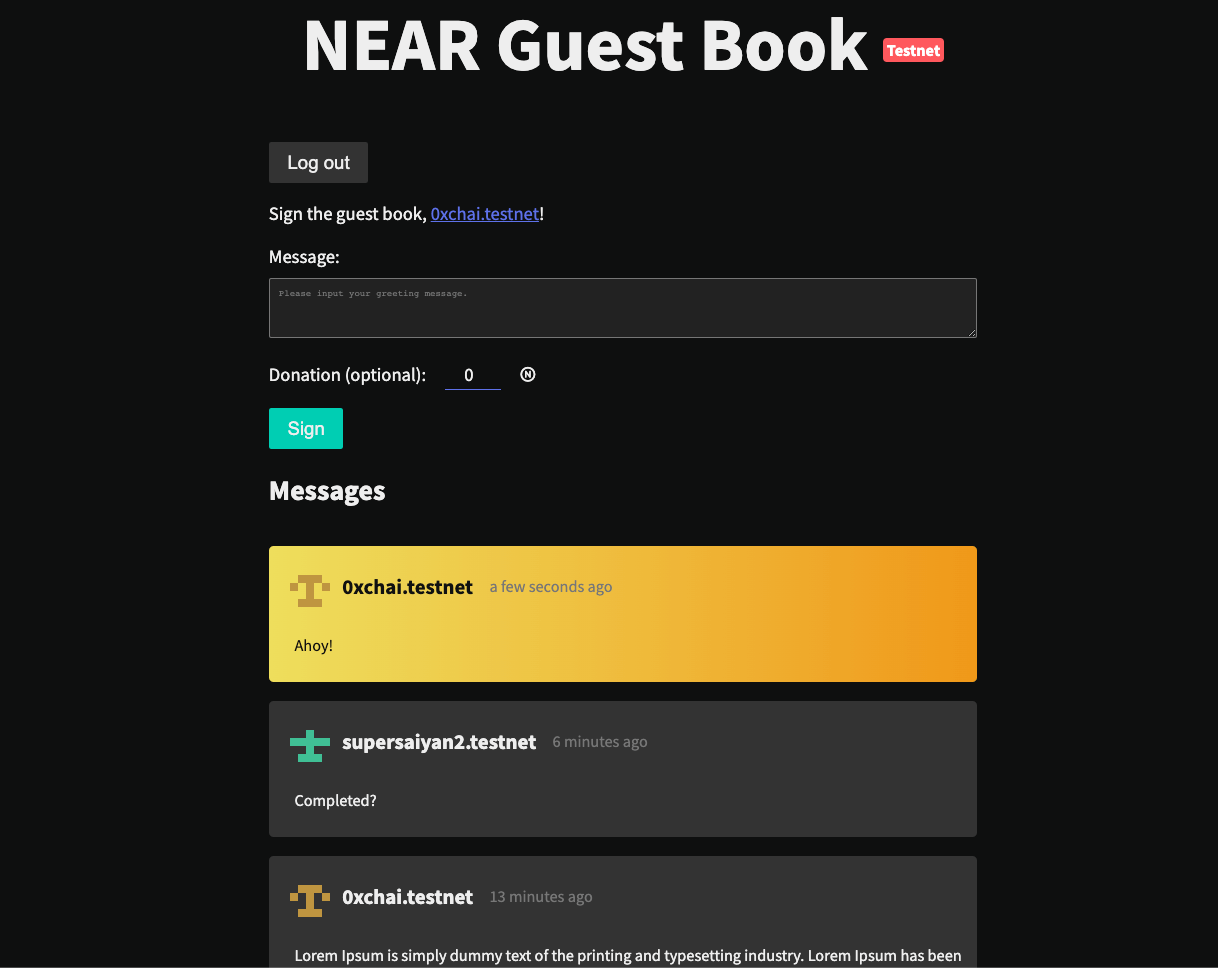 NEAR Guest Book Testnet
Log out
Sign the guest book, 0xchai.testnet!
Message:
Please input your greeting message.
Donation (optional): 0 Ⓝ
Sign
Messages
0xchai.testnet a few seconds ago
Ahoy!
supersaiyan2.testnet 6 minutes ago
Completed?
0xchai.testnet 13 minutes ago
Lorem Ipsum is simply dummy text of the printing and typesetting industry. Lorem Ipsum has been